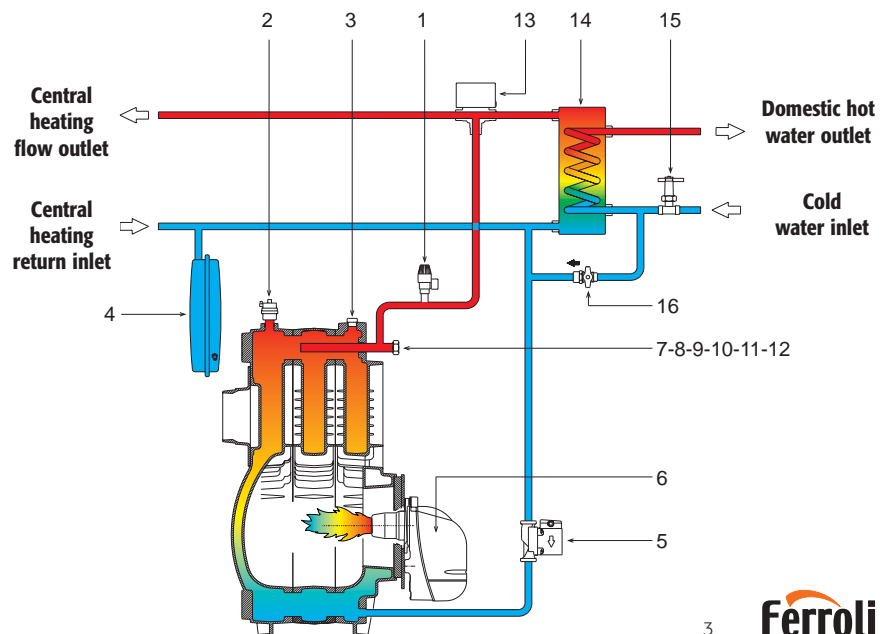 2 3 1 13 14 15
Central
heating
flow outlet
Domestic hot
water outlet
Central
heating
return inlet
Cold
water inlet
4
16
7-8-9-10-11-12
6
5
3
Ferroli